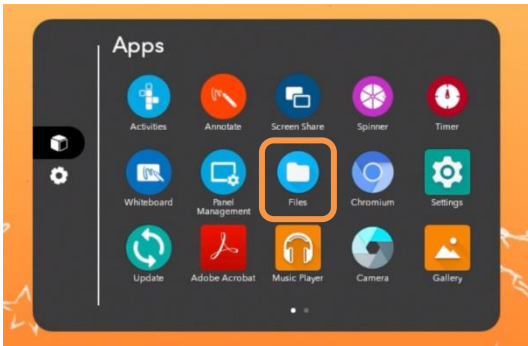 Apps
Activities Annotate Screen Share Spinner Timer
Whiteboard Panel Management Files Chromium Settings
Update Adobe Acrobat Music Player Camera Gallery